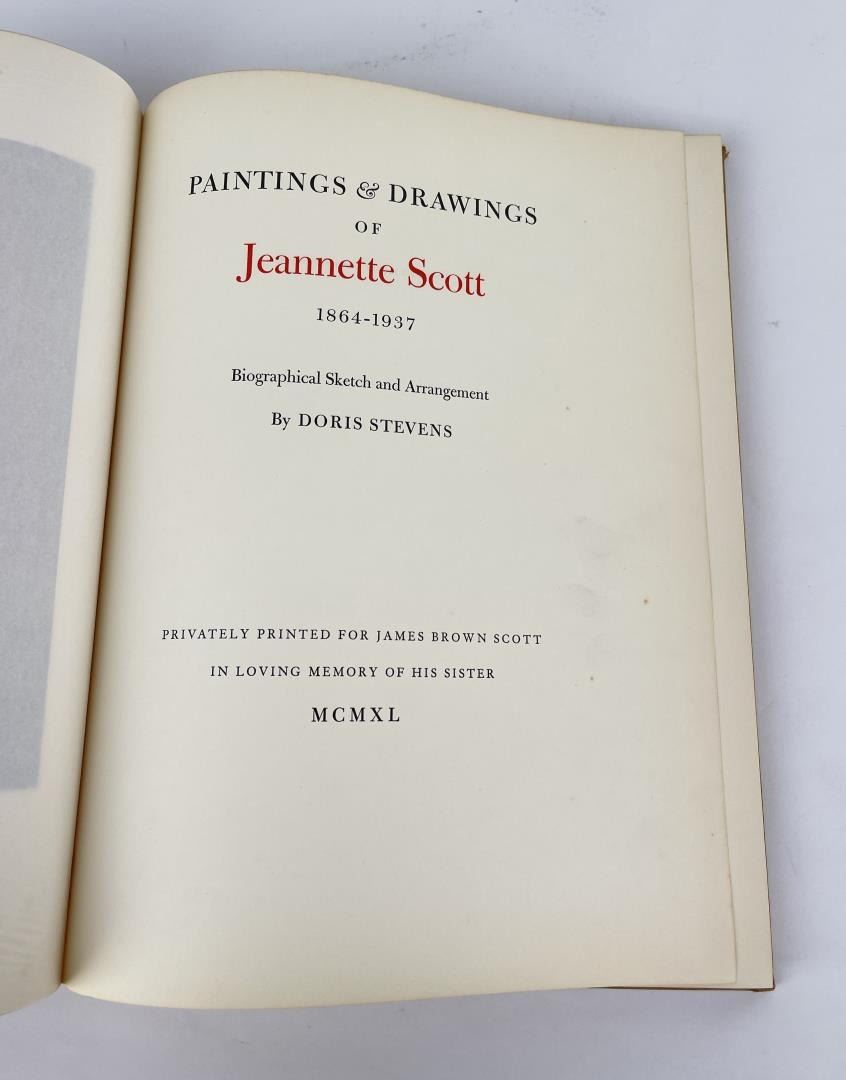 PAINTINGS & DRAWINGS
OF
Jeannette Scott
1864-1937
Biographical Sketch and Arrangement
By DORIS STEVENS
PRIVATELY PRINTED FOR JAMES BROWN SCOTT
IN LOVING MEMORY OF HIS SISTER
MCMXL